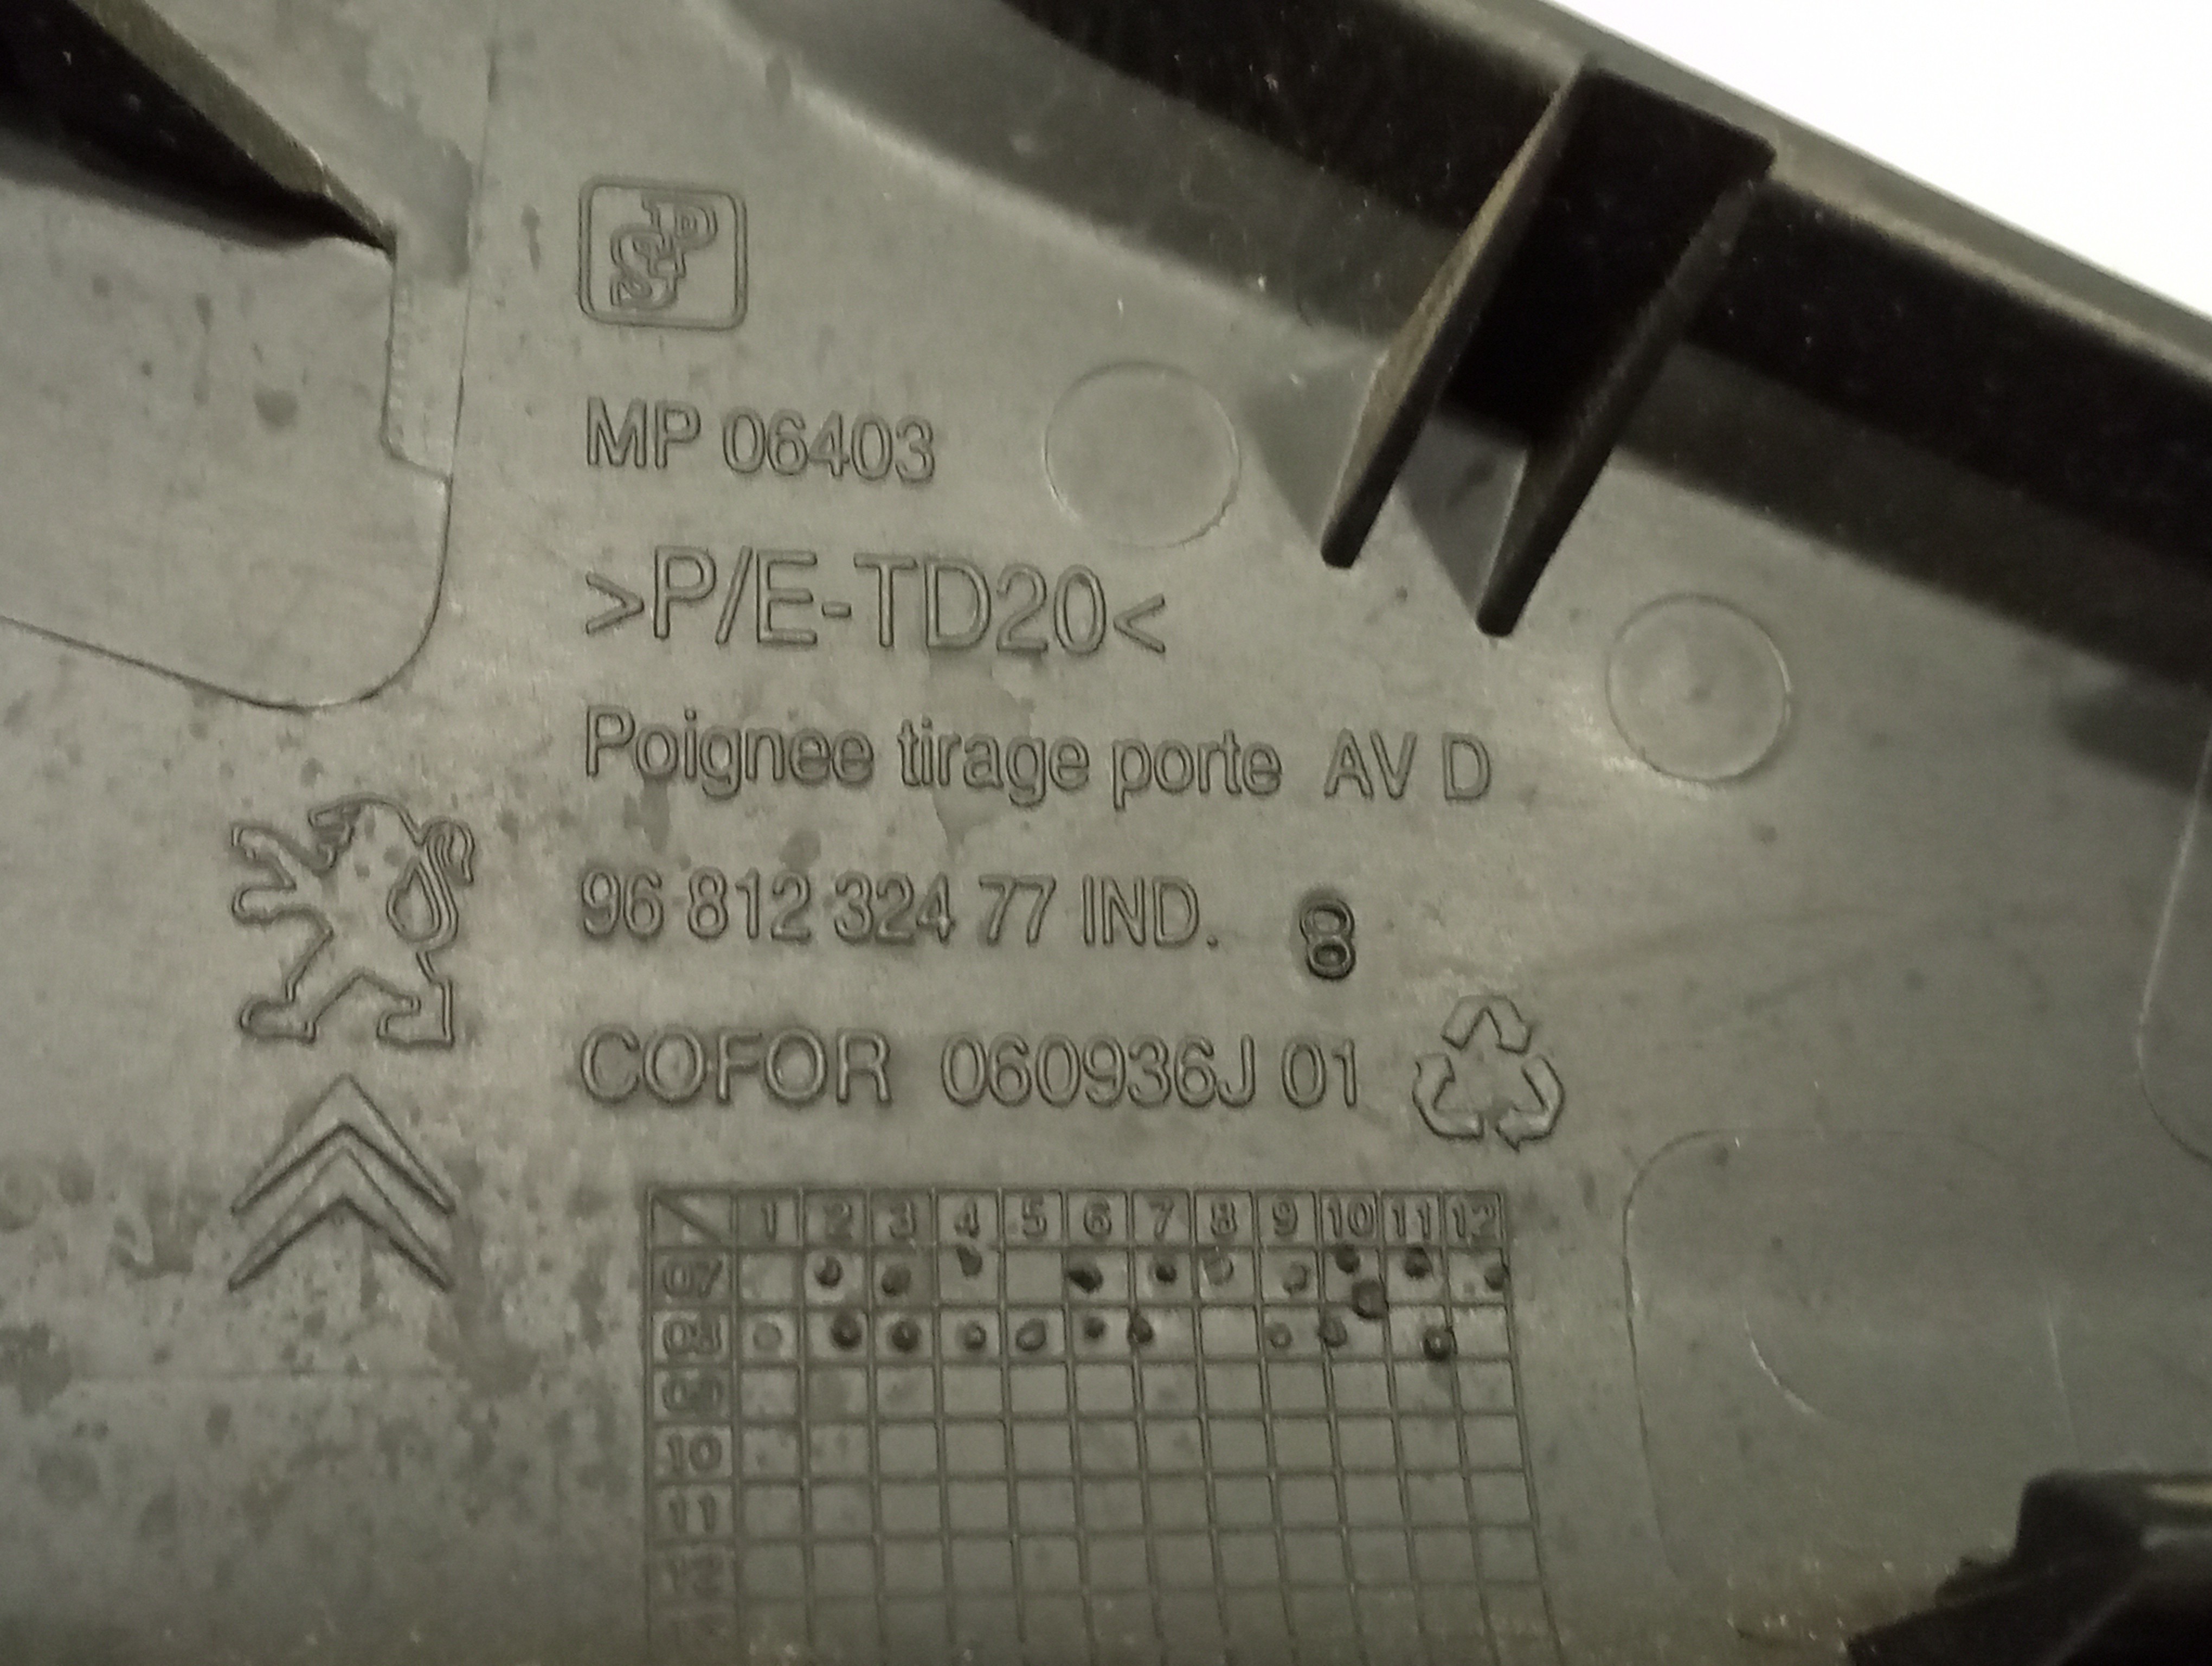 MP 06403
>P/E-TD20<
Poignee tirage porte AV D
96 812 324 77 IND. 8
COFOR 060936J 01
1 2 3 4 5 6 7 8 9 10 11 12
07
08
09
10
11
12